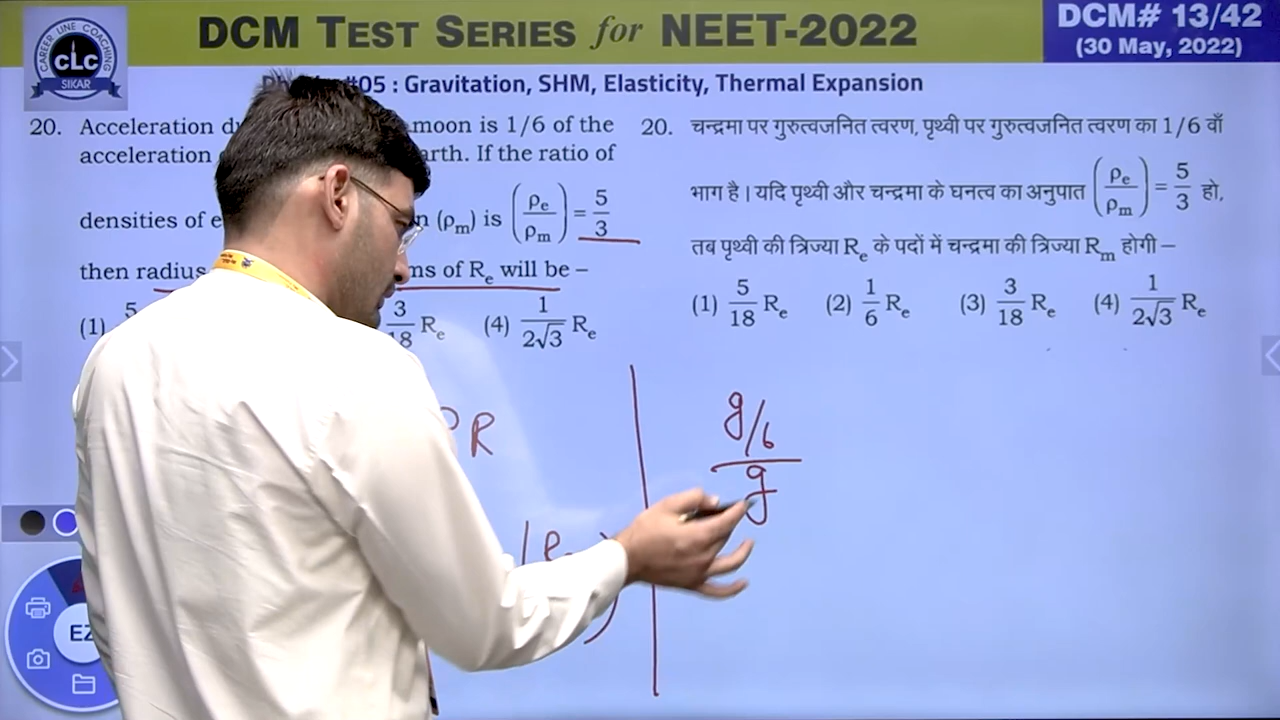 DCM TEST SERIES for NEET-2022
DCM# 13/42
(30 May, 2022)
CAREER LINE COACHING
CLC
SIKAR
#05 : Gravitation, SHM, Elasticity, Thermal Expansion
20. Acceleration moon is 1/6 of the
acceleration If the ratio of
densities of (ρm) is (ρe/ρm) = 5/3
then radius of Re will be –
(1) 5 3/18 Re (4) 1/2√3 Re
20. चन्द्रमा पर गुरुत्वजनित त्वरण, पृथ्वी पर गुरुत्वजनित त्वरण का 1/6 वाँ
भाग है। यदि पृथ्वी और चन्द्रमा के घनत्व का अनुपात (ρe/ρm) = 5/3 हो,
तब पृथ्वी की त्रिज्या Re के पदों में चन्द्रमा की त्रिज्या Rm होगी –
(1) 5/18 Re (2) 1/6 Re (3) 3/18 Re (4) 1/2√3 Re
R
g/6
g
EZ